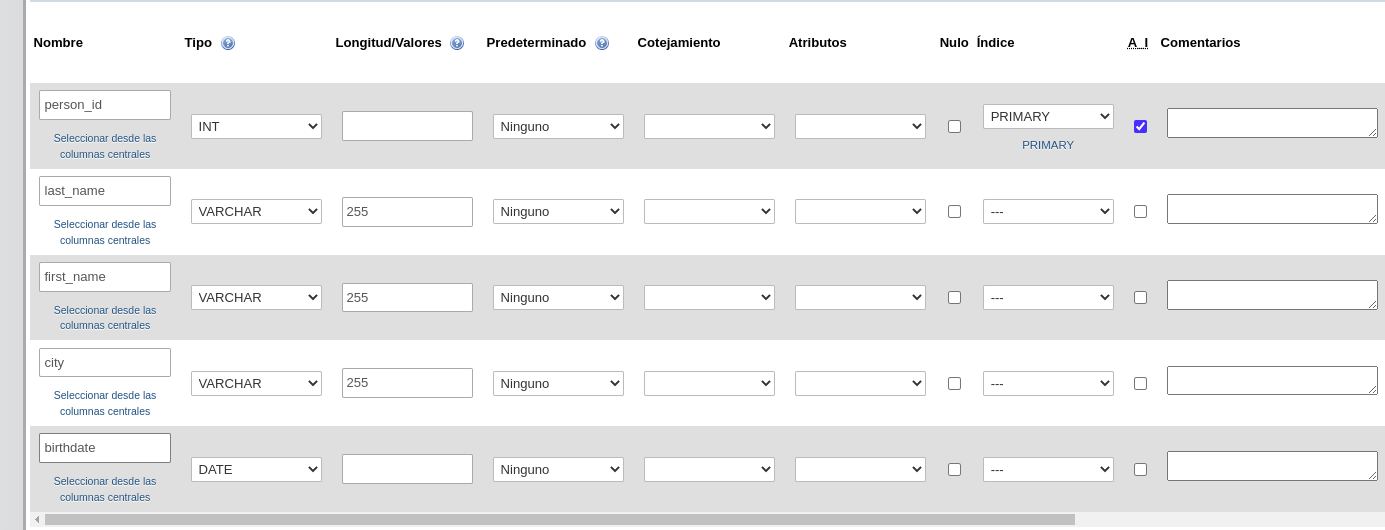 Nombre Tipo Longitud/Valores Predeterminado Cotejamiento Atributos Nulo Índice A_I Comentarios
person_id
Seleccionar desde las
columnas centrales
INT Ninguno PRIMARY
PRIMARY
last_name
Seleccionar desde las
columnas centrales
VARCHAR 255 Ninguno ---
first_name
Seleccionar desde las
columnas centrales
VARCHAR 255 Ninguno ---
city
Seleccionar desde las
columnas centrales
VARCHAR 255 Ninguno ---
birthdate
Seleccionar desde las
columnas centrales
DATE Ninguno ---